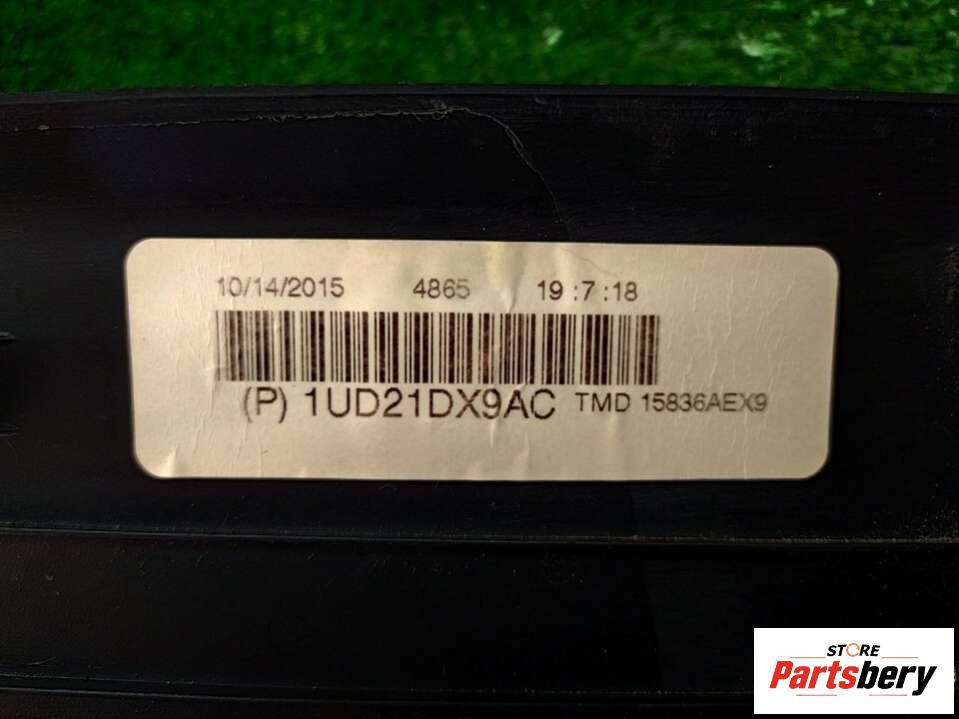 10/14/2015 4865 19 :7 :18
(P) 1UD21DX9AC TMD 15836AEX9
STORE
Partsbery